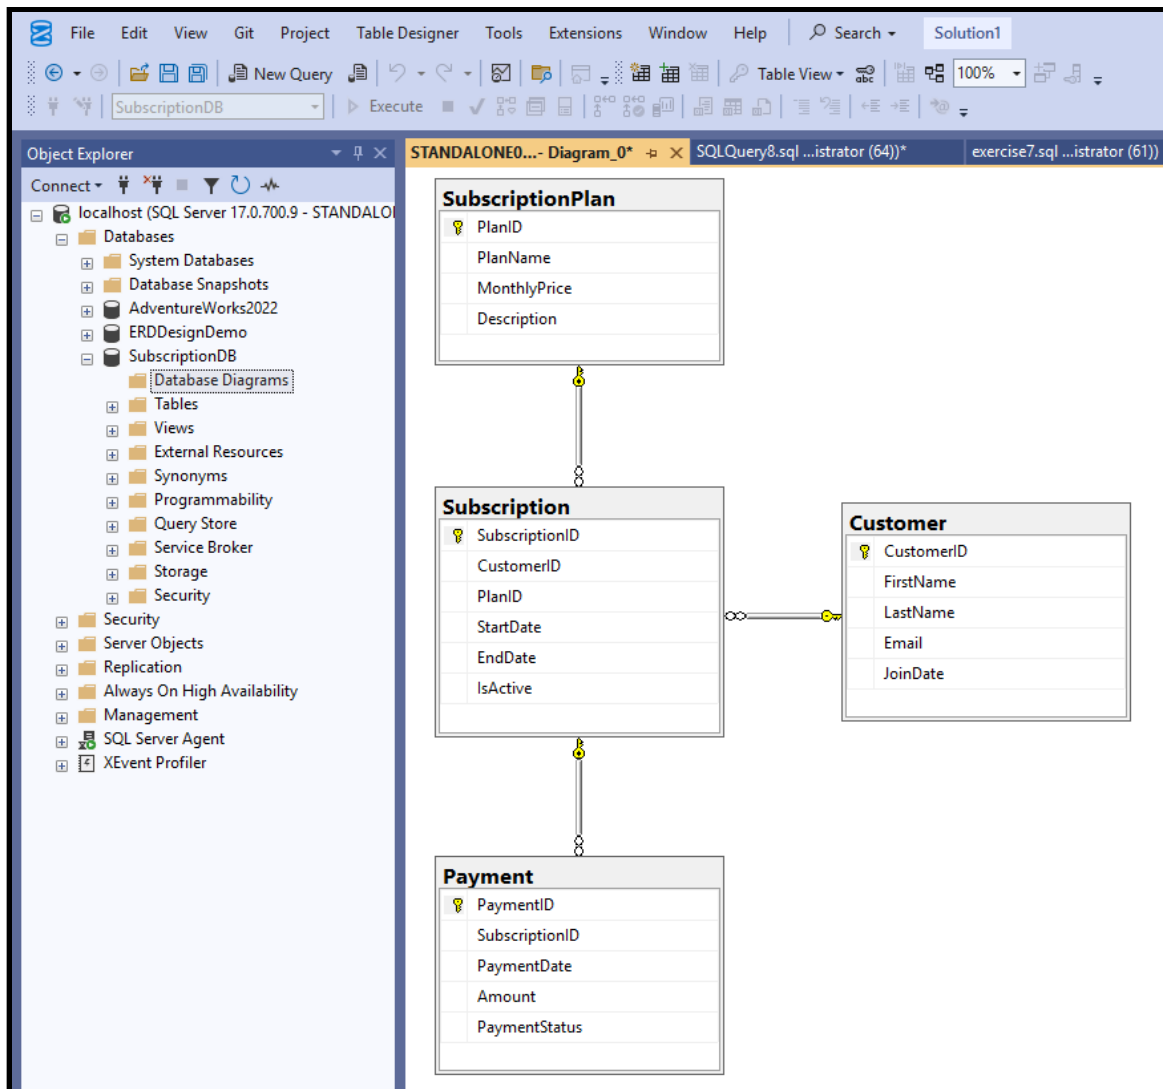 File Edit View Git Project Table Designer Tools Extensions Window Help Search Solution1
New Query Table View abc 100%
SubscriptionDB Execute
Object Explorer
Connect
localhost (SQL Server 17.0.700.9 - STANDALO
Databases
System Databases
Database Snapshots
AdventureWorks2022
ERDDesignDemo
SubscriptionDB
Database Diagrams
Tables
Views
External Resources
Synonyms
Programmability
Query Store
Service Broker
Storage
Security
Security
Server Objects
Replication
Always On High Availability
Management
SQL Server Agent
XEvent Profiler
STANDALONE0...- Diagram_0* SQLQuery8.sql ...istrator (64))* exercise7.sql ...istrator (61))
SubscriptionPlan
PlanID
PlanName
MonthlyPrice
Description
Subscription
SubscriptionID
CustomerID
PlanID
StartDate
EndDate
IsActive
Customer
CustomerID
FirstName
LastName
Email
JoinDate
Payment
PaymentID
SubscriptionID
PaymentDate
Amount
PaymentStatus